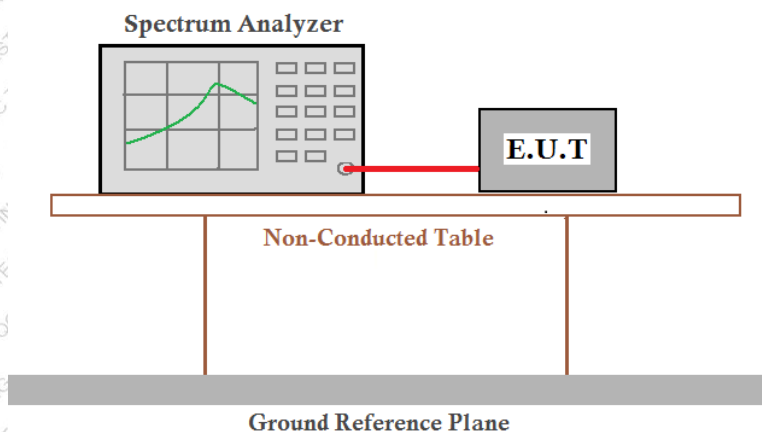 Spectrum Analyzer
E.U.T
Non-Conducted Table
Ground Reference Plane